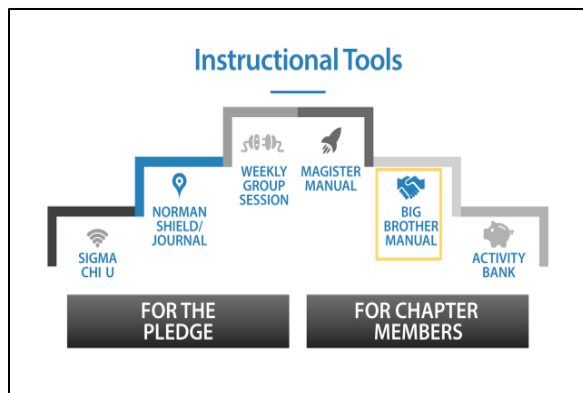 Instructional Tools
SIGMA
CHI U
NORMAN
SHIELD/
JOURNAL
WEEKLY
GROUP
SESSION
MAGISTER
MANUAL
BIG
BROTHER
MANUAL
ACTIVITY
BANK
FOR THE
PLEDGE
FOR CHAPTER
MEMBERS